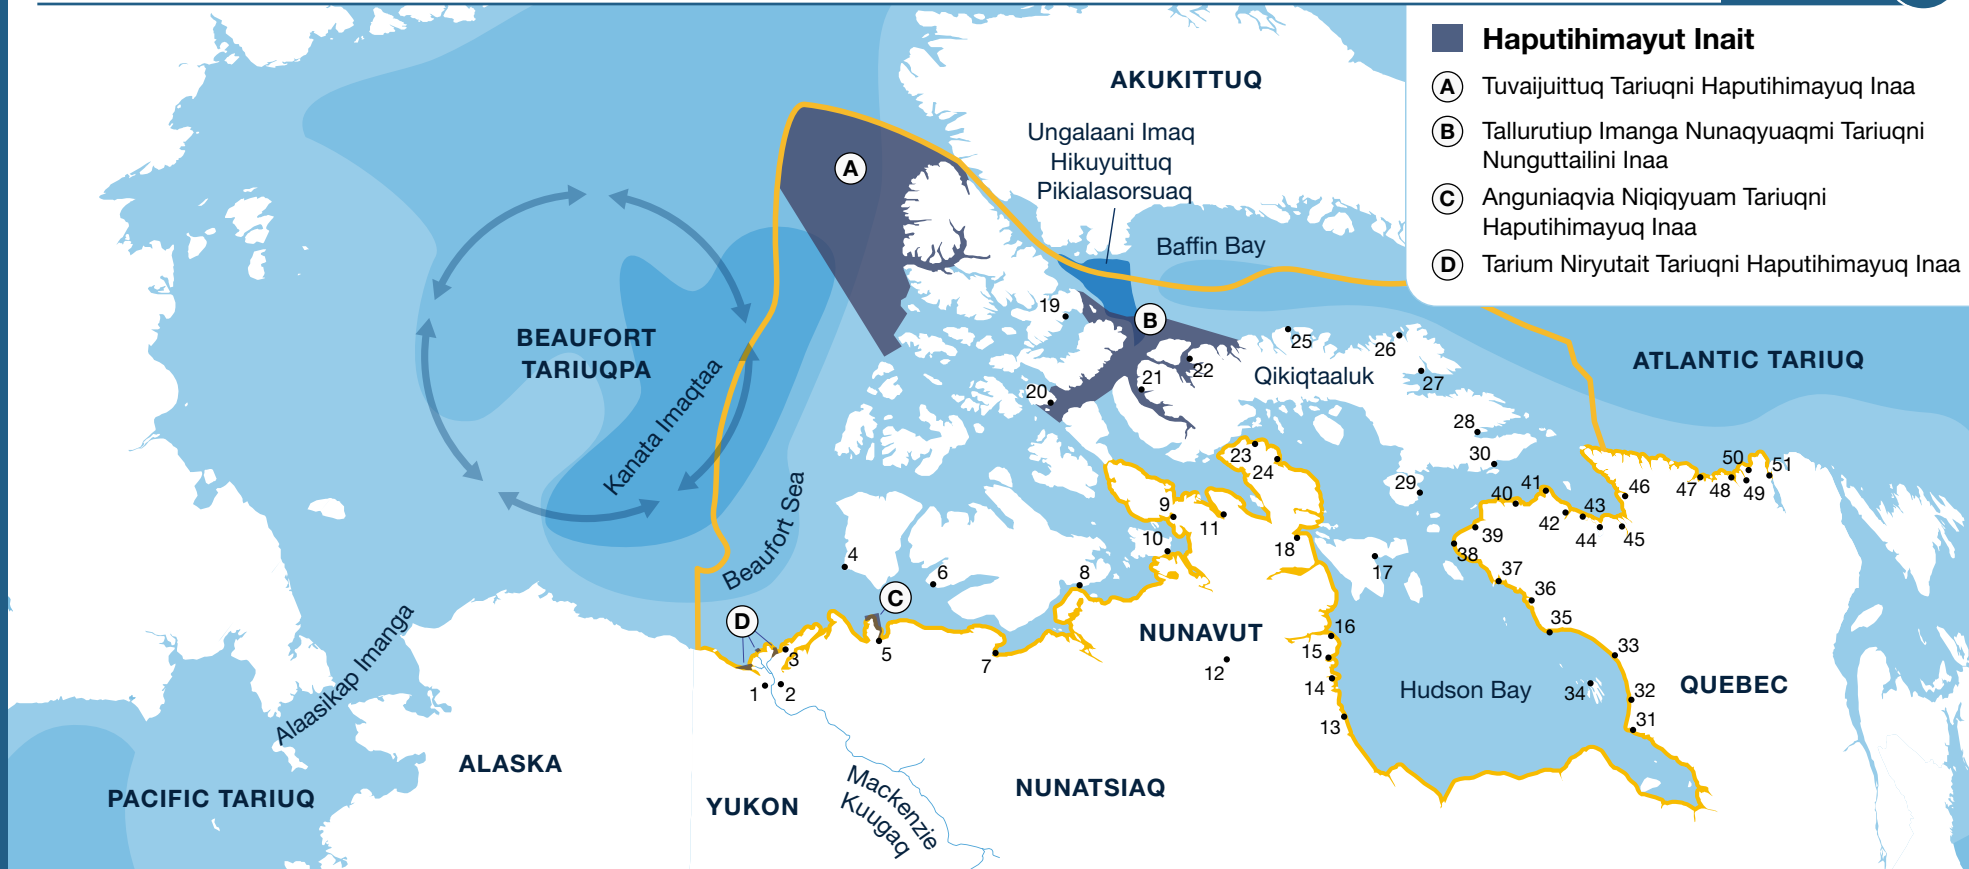 Haputihimayut Inait
A Tuvaijuittuq Tariuqni Haputihimayuq Inaa
B Tallurutiup Imanga Nunaqyuaqmi Tariuqni
Nunguttailini Inaa
C Anguniaqvia Niqiqyuam Tariuqni
Haputihimayuq Inaa
D Tarium Niryutait Tariuqni Haputihimayuq Inaa
AKUKITTUQ
Ungalaani Imaq
Hikuyuittuq
Pikialasorsuaq
A
Baffin Bay
19
B
25
26
BEAUFORT
TARIUQPA
ATLANTIC TARIUQ
21
22
Qikiqtaaluk
27
20
Kanata Imaqtaa
28
23
24
30
50
51
29
46
47
48
49
40
41
42
43
44
45
9
11
10
18
39
38
Beaufort Sea
4
6
8
17
37
36
C
D
35
NUNAVUT
16
33
3
5
7
15
12
14
1
2
Hudson Bay
34
32
QUEBEC
31
13
Alaasikap Imanga
ALASKA
PACIFIC TARIUQ
YUKON
Mackenzie
Kuugaq
NUNATSIAQ